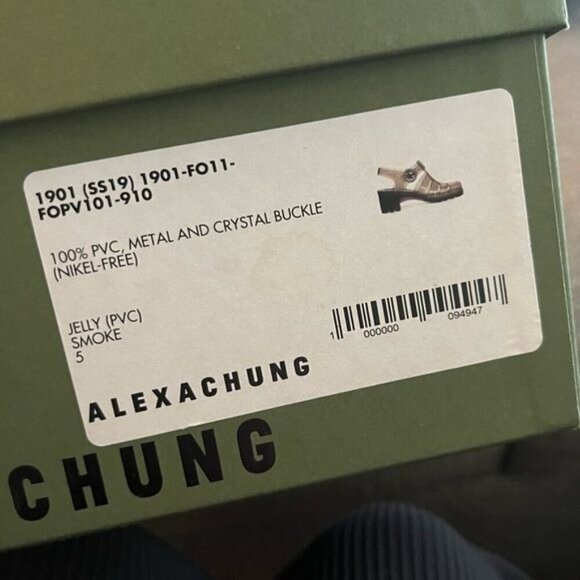 1901 (SS19) 1901-FO11-
FOPV101-910
100% PVC, METAL AND CRYSTAL BUCKLE
(NIKEL-FREE)
JELLY (PVC)
SMOKE
5
1 000000 094947
ALEXACHUNG
CHUNG